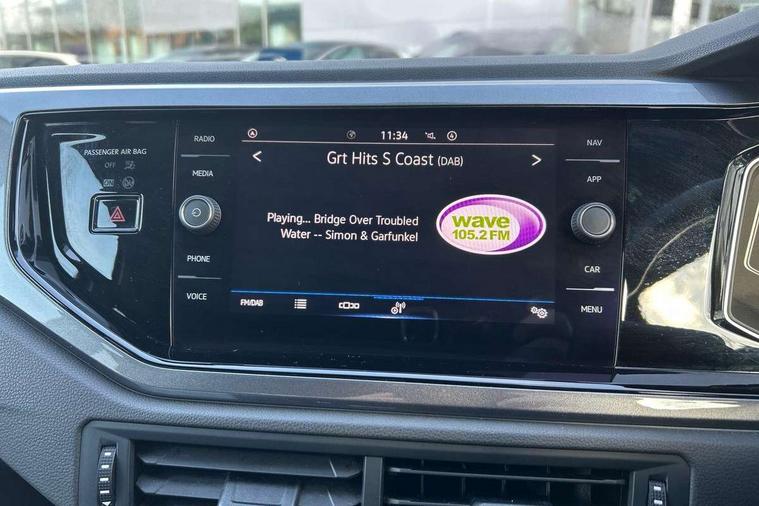 RADIO
MEDIA
PHONE
VOICE
PASSENGER AIR BAG
OFF
ON
11:34
Grt Hits S Coast (DAB)
Playing... Bridge Over Troubled
Water -- Simon & Garfunkel
wave
105.2 FM
FM/DAB
NAV
APP
CAR
MENU